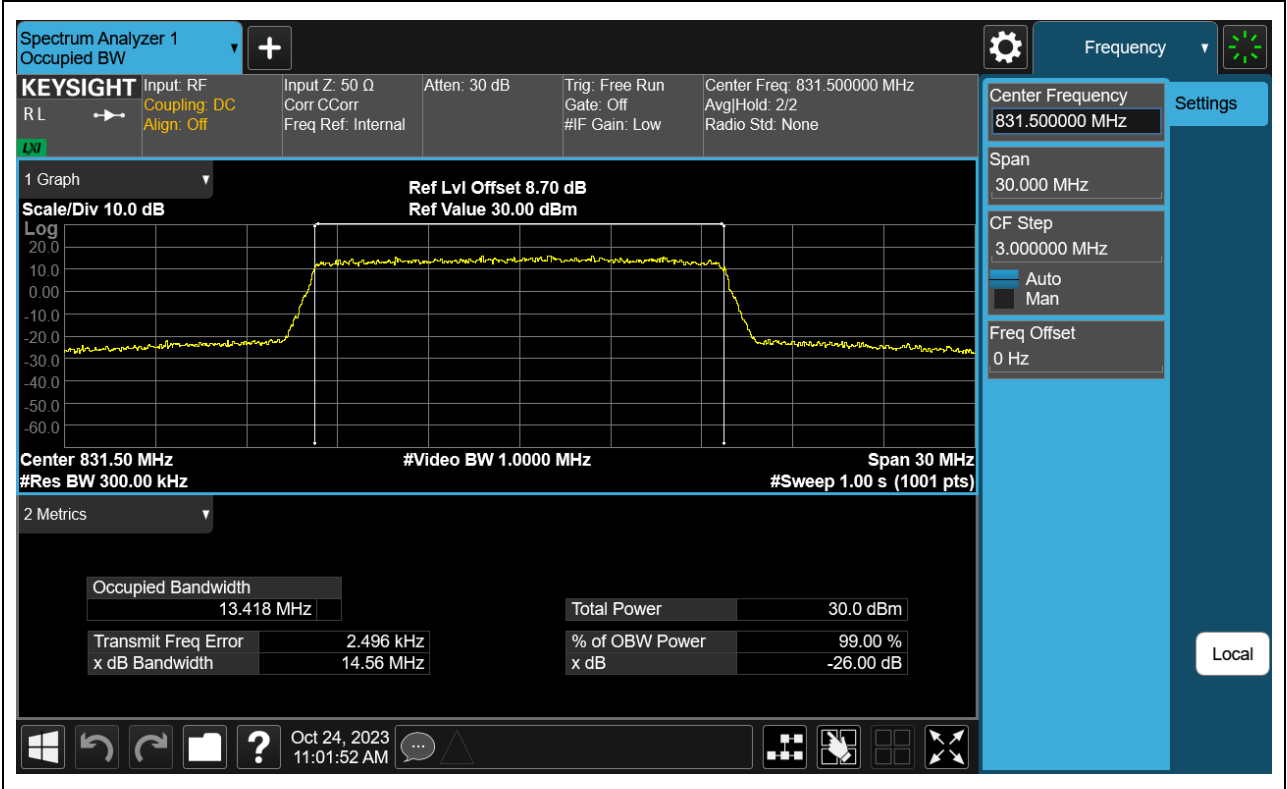 Spectrum Analyzer 1
Occupied BW
▼
+
Frequency
▼
KEYSIGHT
R L
LXI
Input: RF
Coupling: DC
Align: Off
Input Z: 50 Ω
Corr CCorr
Freq Ref: Internal
Atten: 30 dB
Trig: Free Run
Gate: Off
#IF Gain: Low
Center Freq: 831.500000 MHz
Avg|Hold: 2/2
Radio Std: None
Center Frequency
831.500000 MHz
Settings
Span
30.000 MHz
CF Step
3.000000 MHz
Auto
Man
Freq Offset
0 Hz
Local
1 Graph ▼
Scale/Div 10.0 dB
Ref Lvl Offset 8.70 dB
Ref Value 30.00 dBm
Log
20.0
10.0
0.00
-10.0
-20.0
-30.0
-40.0
-50.0
-60.0
Center 831.50 MHz #Video BW 1.0000 MHz Span 30 MHz
#Res BW 300.00 kHz #Sweep 1.00 s (1001 pts)
2 Metrics ▼
Occupied Bandwidth
13.418 MHz
Total Power 30.0 dBm
Transmit Freq Error 2.496 kHz
% of OBW Power 99.00 %
x dB Bandwidth 14.56 MHz
x dB -26.00 dB
?
Oct 24, 2023
11:01:52 AM